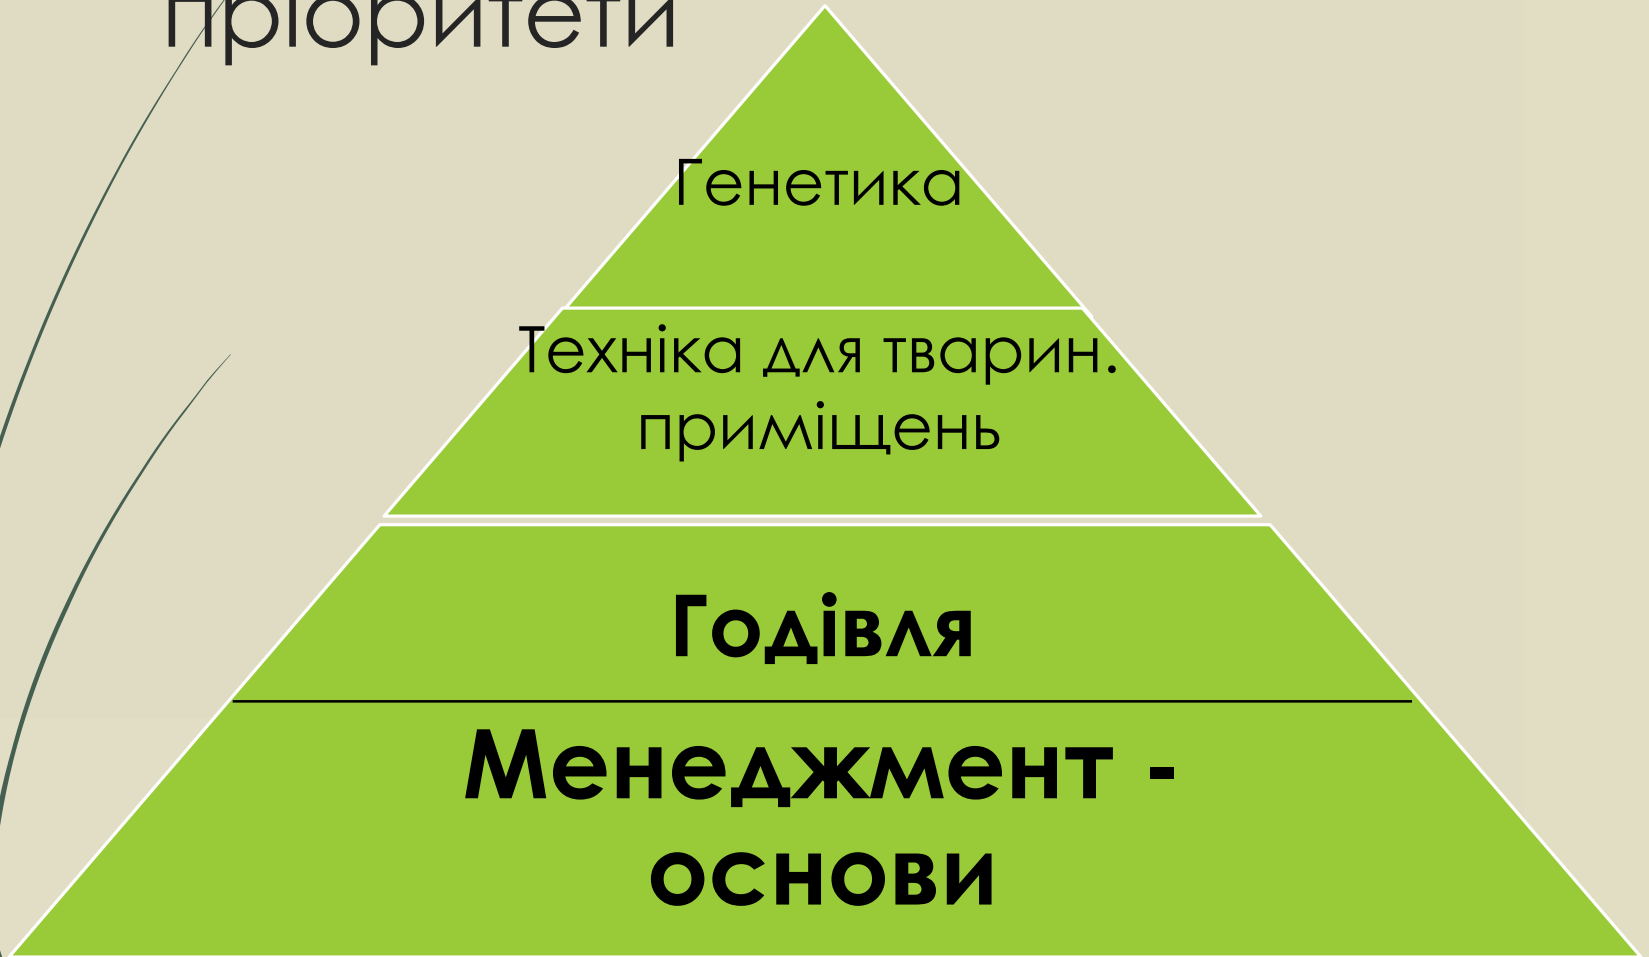 пріоритети
Генетика
Техніка для тварин.
приміщень
Годівля
Менеджмент -
основи